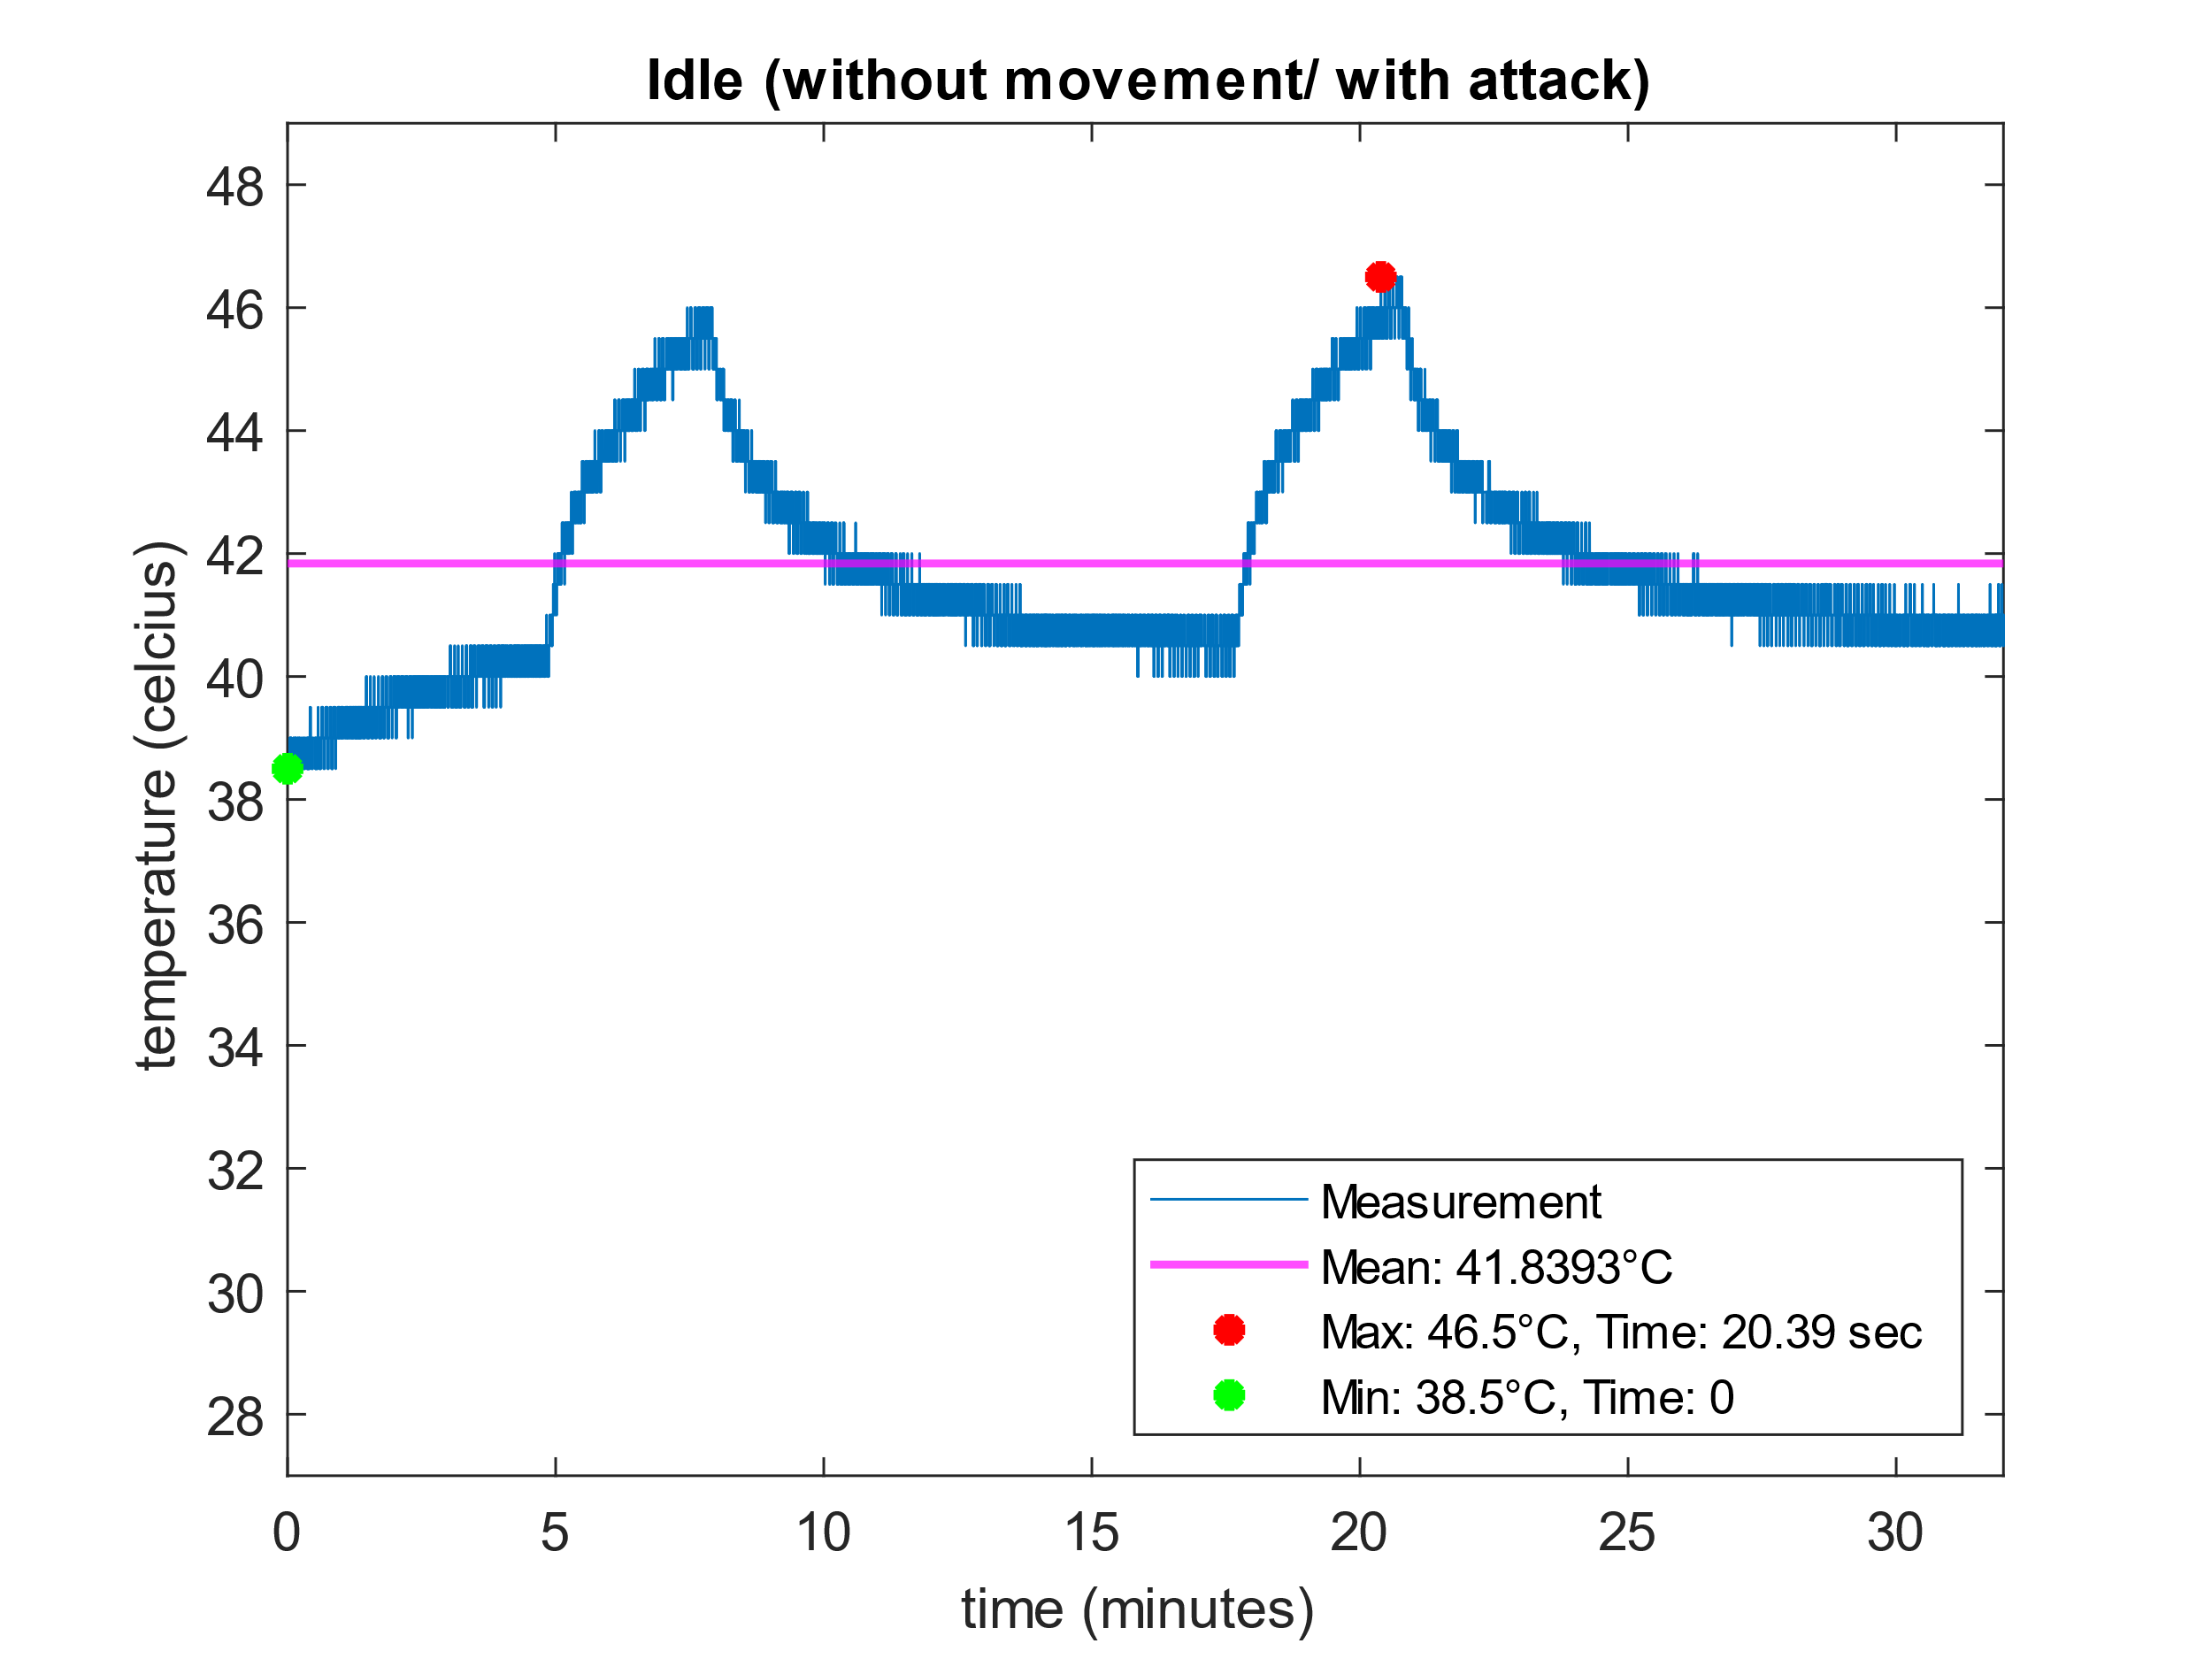 Idle (without movement/ with attack)
48
46
44
42
40
38
36
34
32
30
28
temperature (celcius)
Measurement
Mean: 41.8393°C
Max: 46.5°C, Time: 20.39 sec
Min: 38.5°C, Time: 0
0 5 10 15 20 25 30
time (minutes)